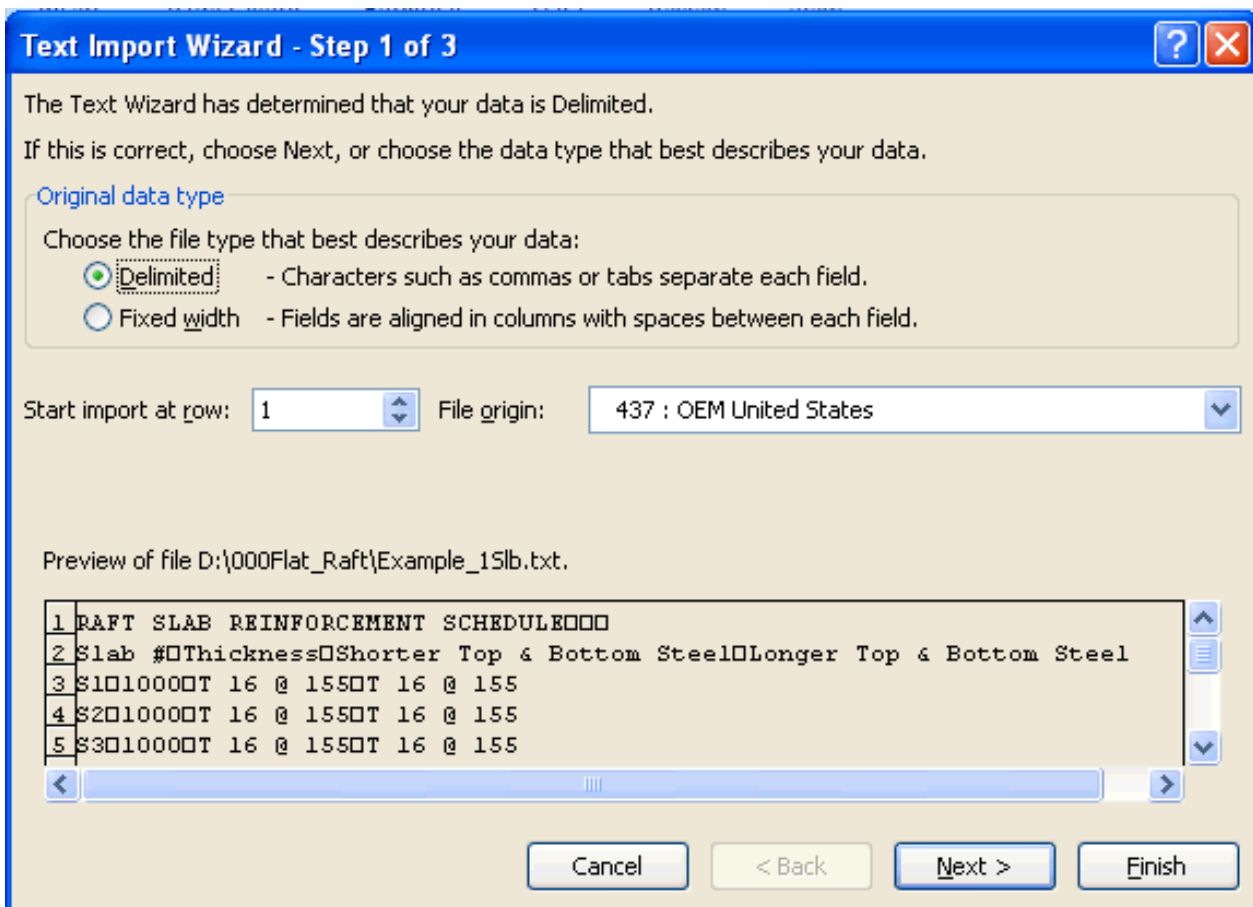 Text Import Wizard - Step 1 of 3
The Text Wizard has determined that your data is Delimited.
If this is correct, choose Next, or choose the data type that best describes your data.
Original data type
Choose the file type that best describes your data:
Delimited - Characters such as commas or tabs separate each field.
Fixed width - Fields are aligned in columns with spaces between each field.
Start import at row: 1 File origin: 437 : OEM United States
Preview of file D:\000Flat_Raft\Example_1Slb.txt.
1 RAFT SLAB REINFORCEMENT SCHEDULE□□□
2 Slab #□Thickness□Shorter Top & Bottom Steel□Longer Top & Bottom Steel
3 S1□1000□T 16 @ 155□T 16 @ 155
4 S2□1000□T 16 @ 155□T 16 @ 155
5 S3□1000□T 16 @ 155□T 16 @ 155
Cancel < Back Next > Finish